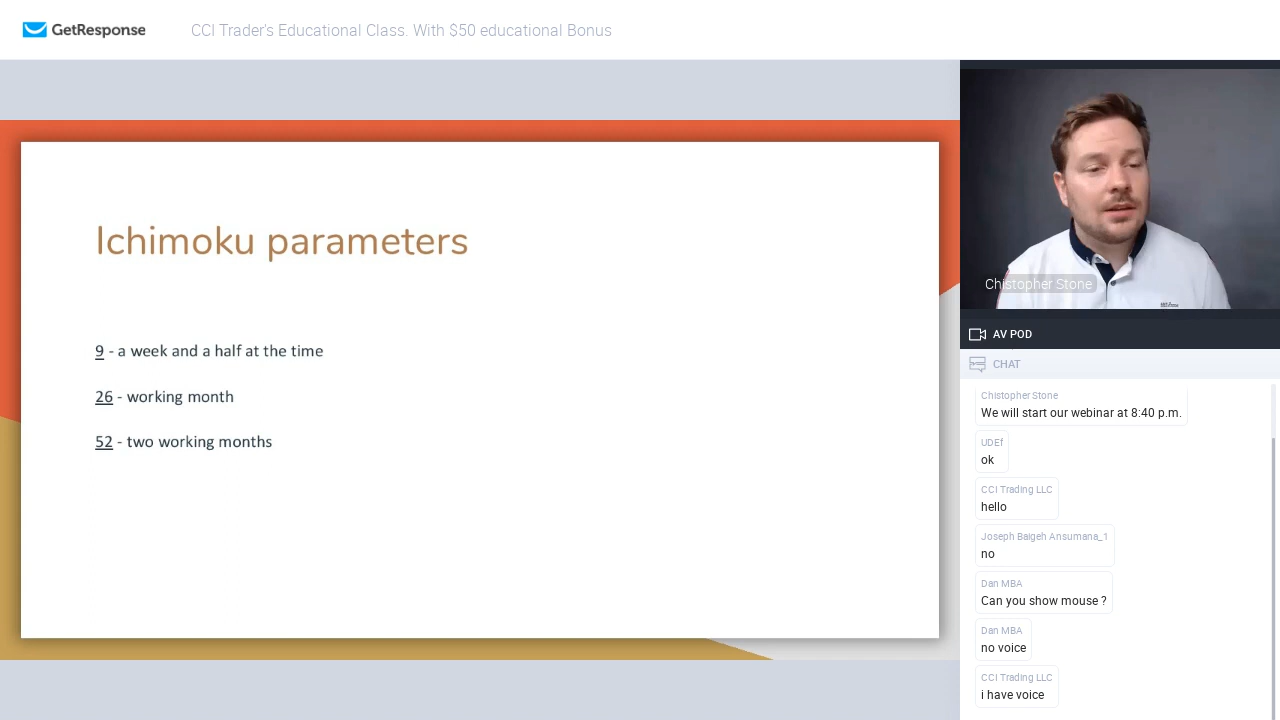 GetResponse
CCI Trader's Educational Class. With $50 educational Bonus
Ichimoku parameters
9 - a week and a half at the time
26 - working month
52 - two working months
Chistopher Stone
AV POD
CHAT
Chistopher Stone
We will start our webinar at 8:40 p.m.
UDEf
ok
CCI Trading LLC
hello
Joseph Baigeh Ansumana_1
no
Dan MBA
Can you show mouse ?
Dan MBA
no voice
CCI Trading LLC
i have voice